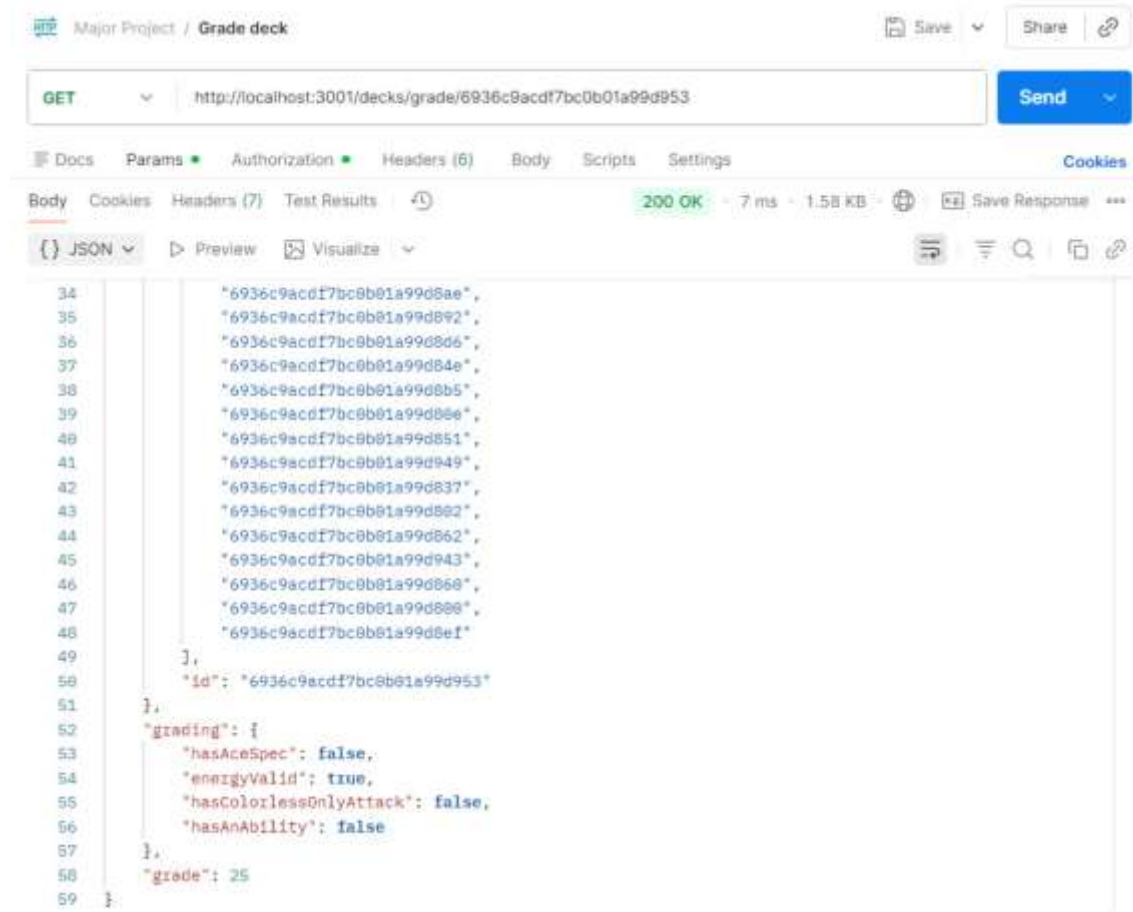 HTTP Major Project / Grade deck Save Share
GET http://localhost:3001/decks/grade/6936c9acdf7bc0b01a99d953 Send
Docs Params Authorization Headers (6) Body Scripts Settings Cookies
Body Cookies Headers (7) Test Results 200 OK 7 ms 1.58 KB Save Response
{} JSON Preview Visualize
34 "6936c9acdf7bc0b01a99d8ae",
35 "6936c9acdf7bc0b01a99d892",
36 "6936c9acdf7bc0b01a99d8d6",
37 "6936c9acdf7bc0b01a99d84e",
38 "6936c9acdf7bc0b01a99d8b5",
39 "6936c9acdf7bc0b01a99d80e",
40 "6936c9acdf7bc0b01a99d851",
41 "6936c9acdf7bc0b01a99d949",
42 "6936c9acdf7bc0b01a99d837",
43 "6936c9acdf7bc0b01a99d802",
44 "6936c9acdf7bc0b01a99d862",
45 "6936c9acdf7bc0b01a99d943",
46 "6936c9acdf7bc0b01a99d860",
47 "6936c9acdf7bc0b01a99d800",
48 "6936c9acdf7bc0b01a99d8ef"
49 ],
50 "id": "6936c9acdf7bc0b01a99d953"
51 },
52 "grading": {
53 "hasAceSpec": false,
54 "energyValid": true,
55 "hasColorlessOnlyAttack": false,
56 "hasAnAbility": false
57 },
58 "grade": 25
59 }